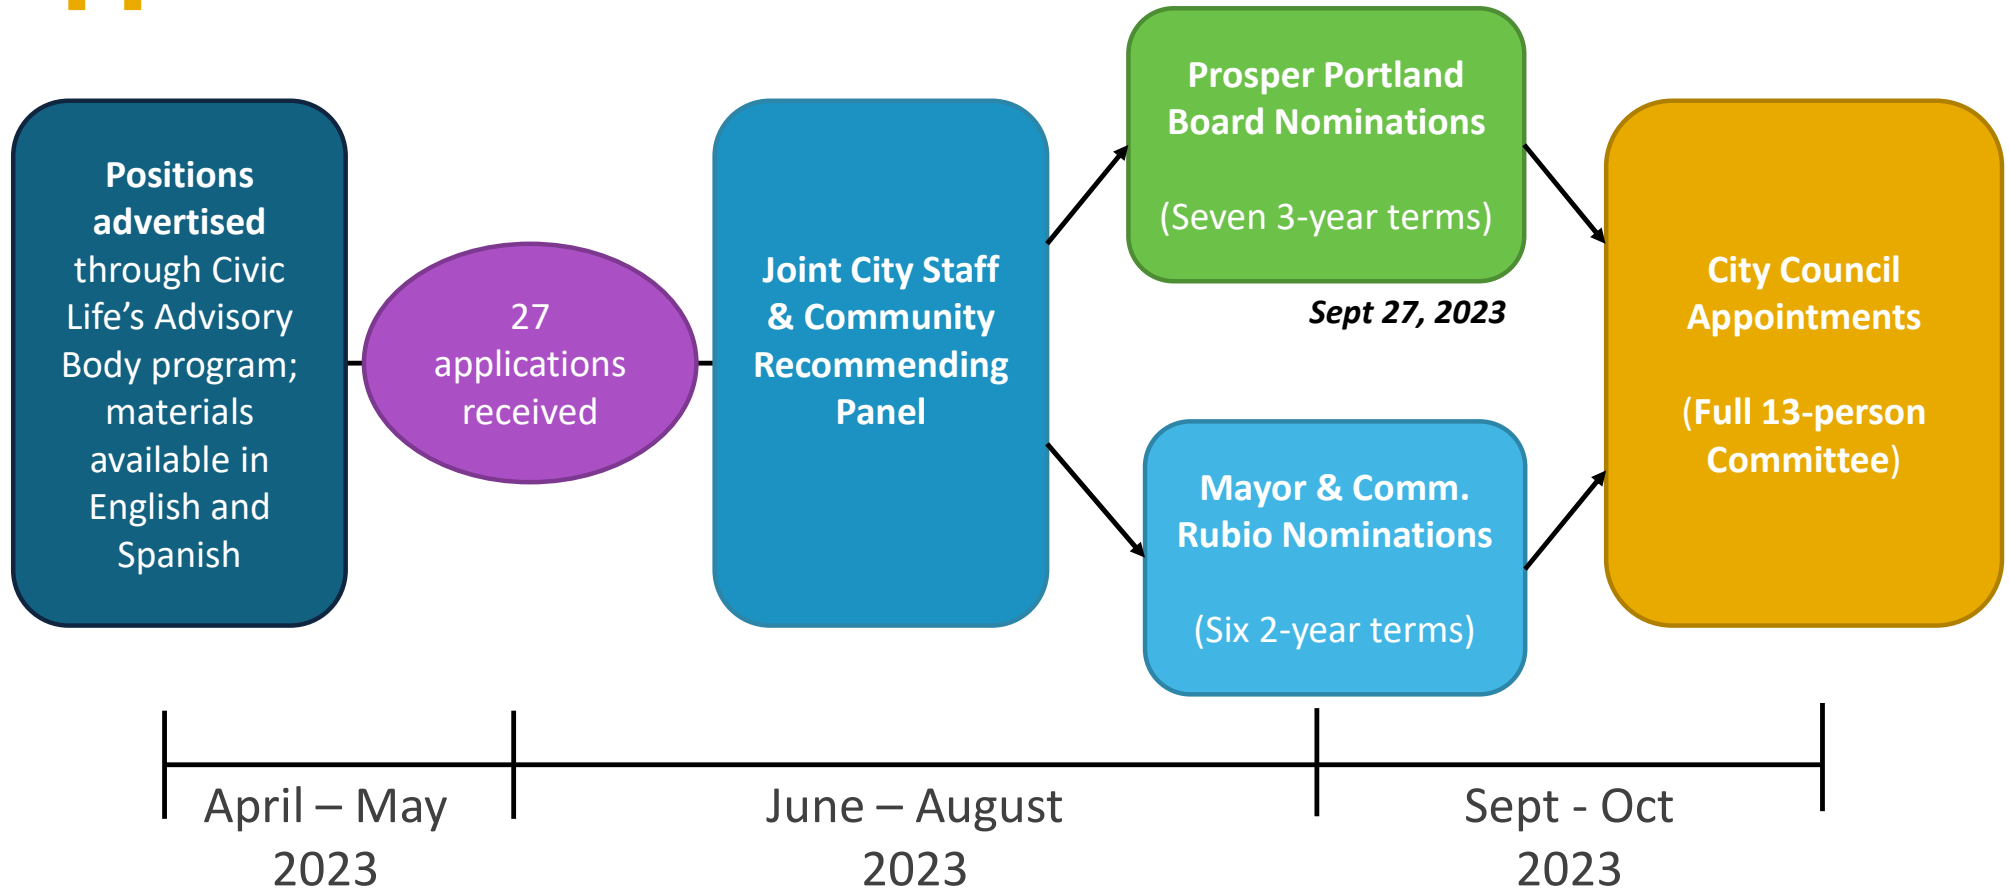 Positions
advertised
through Civic
Life’s Advisory
Body program;
materials
available in
English and
Spanish
27
applications
received
Joint City Staff
& Community
Recommending
Panel
Prosper Portland
Board Nominations
(Seven 3-year terms)
Sept 27, 2023
Mayor & Comm.
Rubio Nominations
(Six 2-year terms)
City Council
Appointments
(Full 13-person
Committee)
April – May
2023
June – August
2023
Sept - Oct
2023